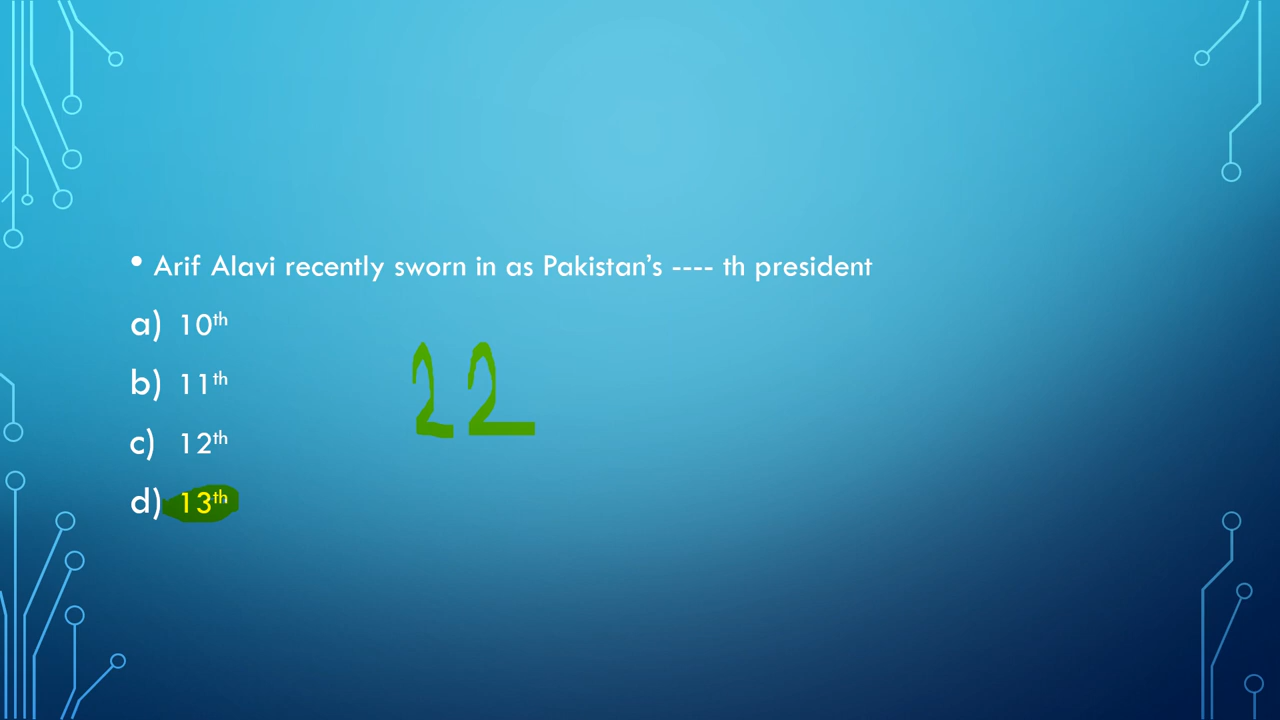 • Arif Alavi recently sworn in as Pakistan's ---- th president
a) 10th
b) 11th
22
c) 12th
d) 13th